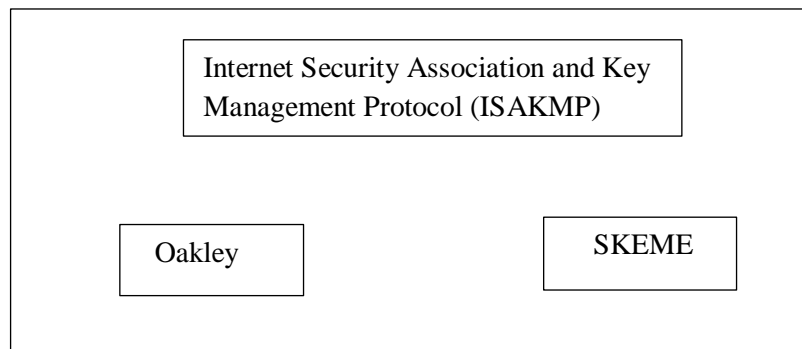 Internet Security Association and Key
Management Protocol (ISAKMP)
Oakley
SKEME